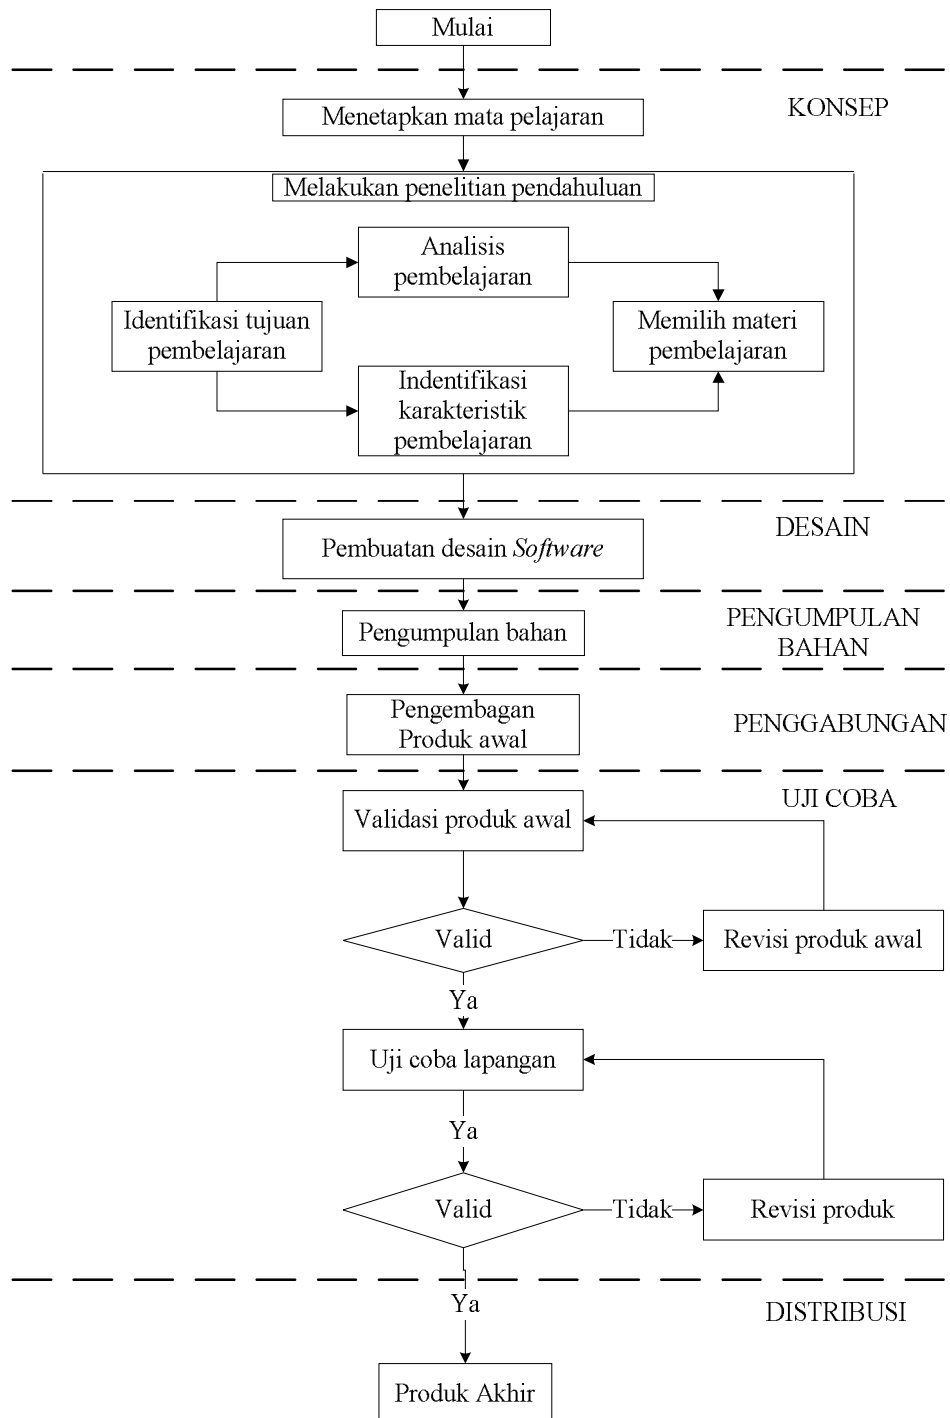 Mulai
KONSEP
Menetapkan mata pelajaran
Melakukan penelitian pendahuluan
Analisis
pembelajaran
Identifikasi tujuan
pembelajaran
Memilih materi
pembelajaran
Indentifikasi
karakteristik
pembelajaran
DESAIN
Pembuatan desain Software
PENGUMPULAN
BAHAN
Pengumpulan bahan
Pengembagan
Produk awal
PENGGABUNGAN
UJI COBA
Validasi produk awal
Valid
Tidak
Revisi produk awal
Ya
Uji coba lapangan
Ya
Valid
Tidak
Revisi produk
Ya
DISTRIBUSI
Produk Akhir